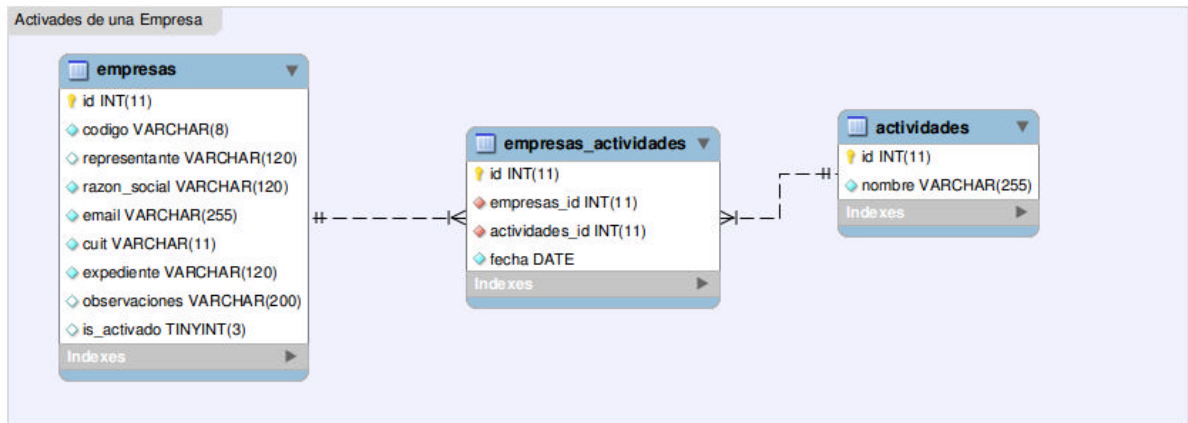 Activades de una Empresa
empresas
id INT(11)
codigo VARCHAR(8)
representante VARCHAR(120)
razon_social VARCHAR(120)
email VARCHAR(255)
cuit VARCHAR(11)
expediente VARCHAR(120)
observaciones VARCHAR(200)
is_activado TINYINT(3)
Indexes
empresas_actividades
id INT(11)
empresas_id INT(11)
actividades_id INT(11)
fecha DATE
Indexes
actividades
id INT(11)
nombre VARCHAR(255)
Indexes